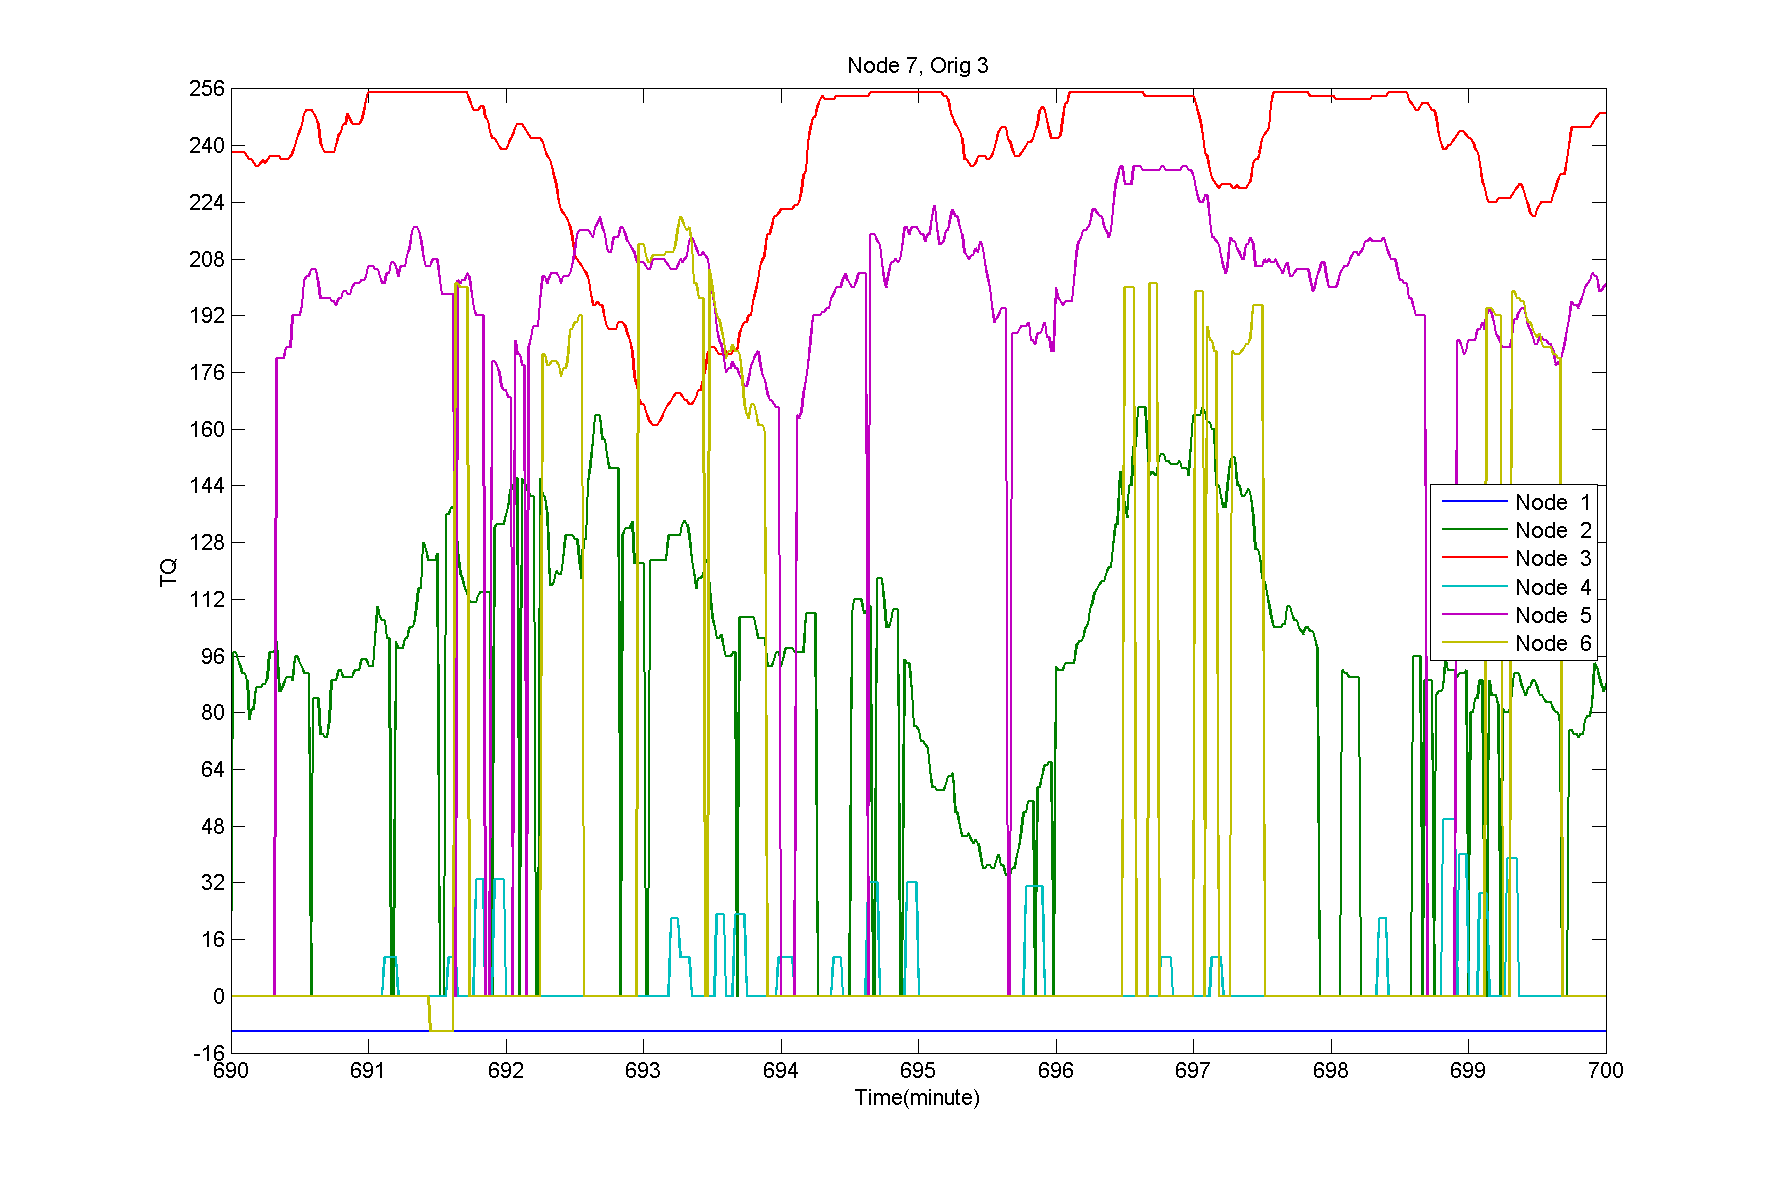 Node 7, Orig 3
256
240
224
208
192
176
160
144
128
112
96
80
64
48
32
16
0
-16
TQ
Node 1
Node 2
Node 3
Node 4
Node 5
Node 6
690 691 692 693 694 695 696 697 698 699 700
Time(minute)